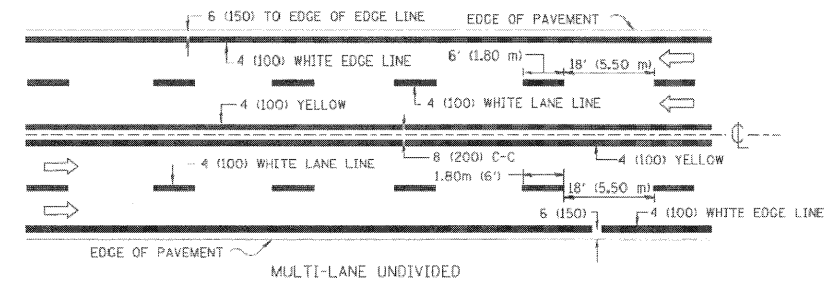 6 (150) TO EDGE OF EDGE LINE
EDGE OF PAVEMENT
4 (100) WHITE EDGE LINE
6' (1.80 m)
18' (5.50 m)
4 (100) YELLOW
4 (100) WHITE LANE LINE
℄
4 (100) WHITE LANE LINE
8 (200) C-C
4 (100) YELLOW
1.80m (6')
18' (5.50 m)
6 (150)
4 (100) WHITE EDGE LINE
EDGE OF PAVEMENT
MULTI-LANE UNDIVIDED